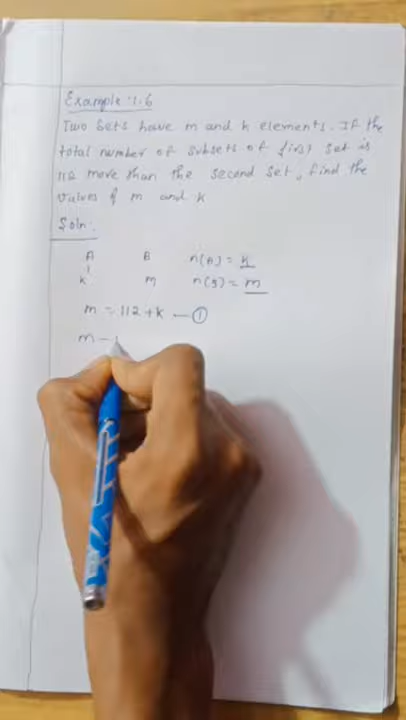 Example 1.6
Two Sets have m and k elements. If the
total number of subsets of first set is
112 more than the second set, find the
values of m and k
Soln:
A B n(A) = k
k m n(B) = m
m = 112 + k — ①
m -